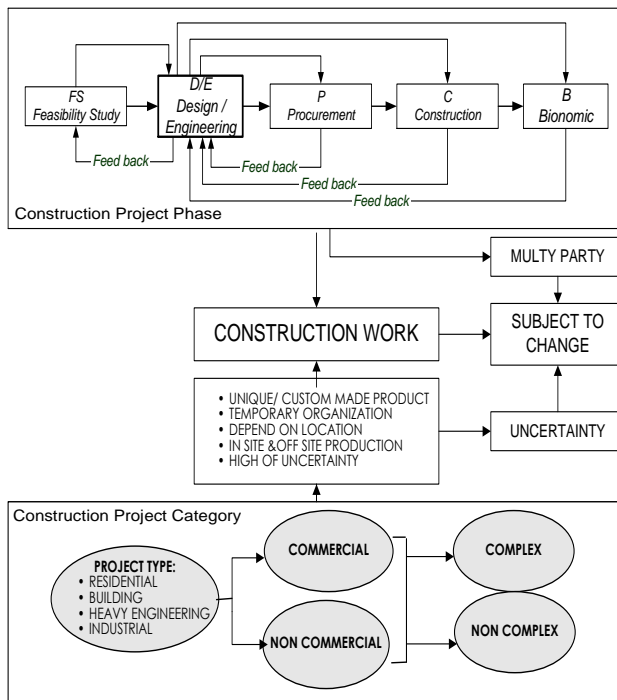 FS
Feasibility Study
D/E
Design /
Engineering
P
Procurement
C
Construction
B
Bionomic
Feed back
Feed back
Feed back
Feed back
Construction Project Phase
MULTY PARTY
CONSTRUCTION WORK
SUBJECT TO
CHANGE
• UNIQUE/ CUSTOM MADE PRODUCT
• TEMPORARY ORGANIZATION
• DEPEND ON LOCATION
• IN SITE &OFF SITE PRODUCTION
• HIGH OF UNCERTAINTY
UNCERTAINTY
Construction Project Category
PROJECT TYPE:
• RESIDENTIAL
• BUILDING
• HEAVY ENGINEERING
• INDUSTRIAL
COMMERCIAL
NON COMMERCIAL
COMPLEX
NON COMPLEX